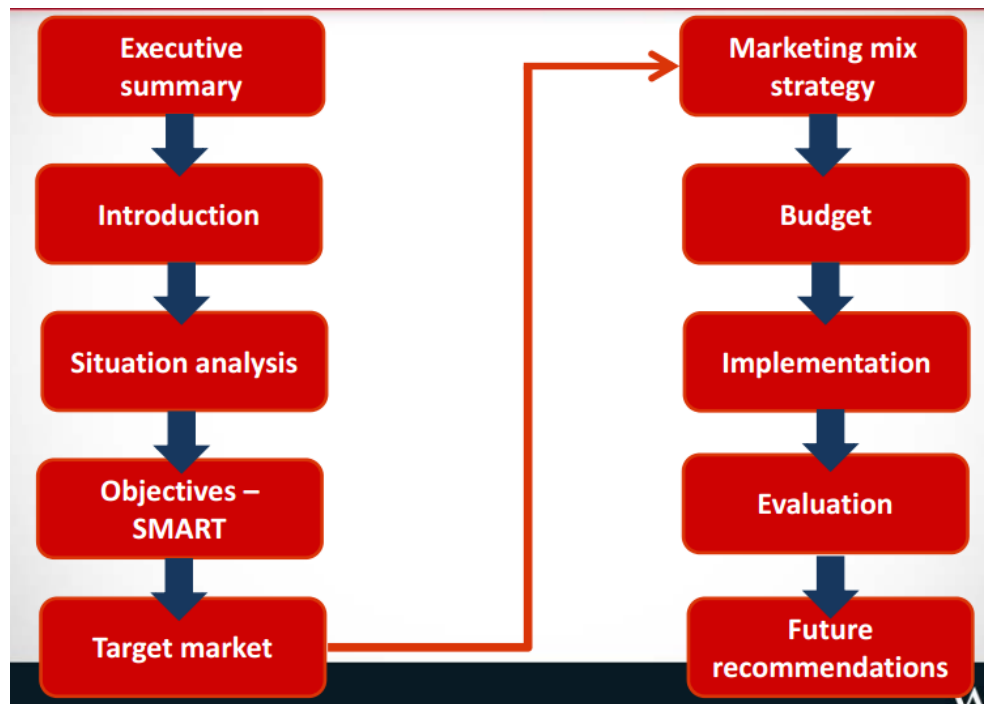 Executive
summary
Introduction
Situation analysis
Objectives –
SMART
Target market
Marketing mix
strategy
Budget
Implementation
Evaluation
Future
recommendations